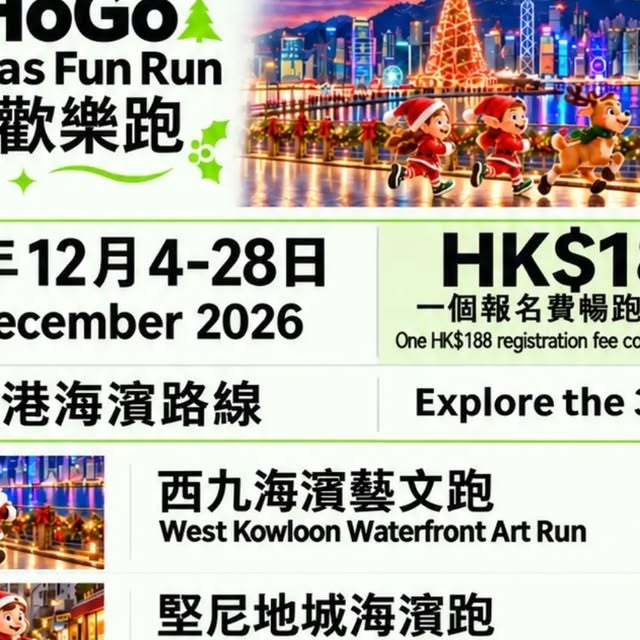 HoGo
as Fun Run
歡樂跑
年12月4-28日
ecember 2026
HK$18
一個報名費暢跑
One HK$188 registration fee co
港海濱路線
Explore the 3
西九海濱藝文跑
West Kowloon Waterfront Art Run
堅尼地城海濱跑